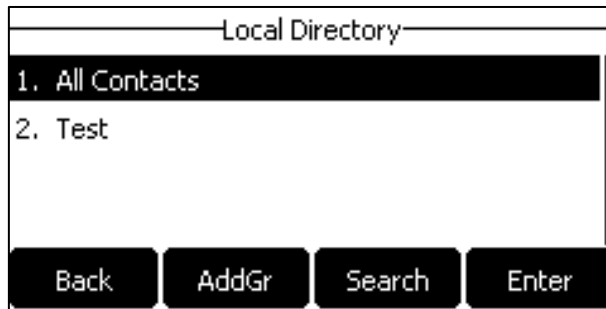 Local Directory
1. All Contacts
2. Test
Back AddGr Search Enter